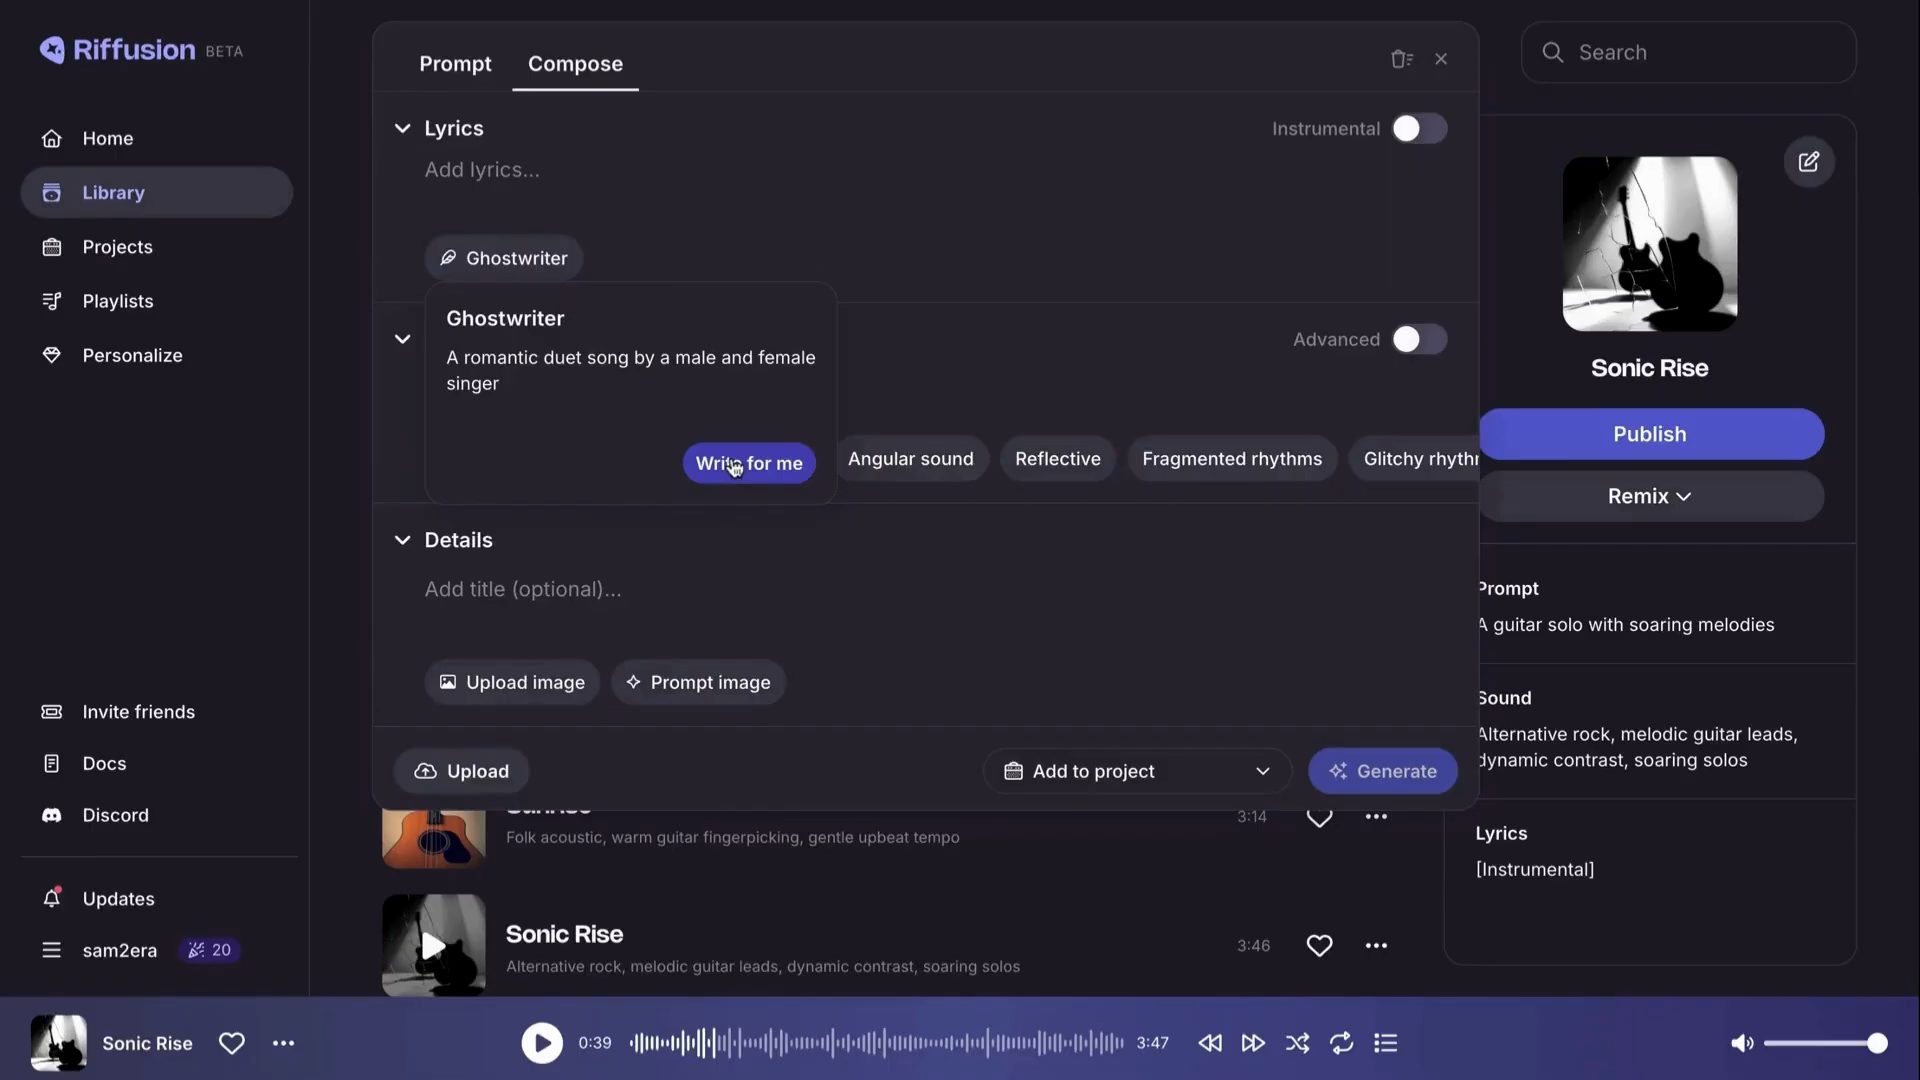 Riffusion BETA
Home
Library
Projects
Playlists
Personalize
Invite friends
Docs
Discord
Updates
sam2era 20
Prompt Compose
Lyrics
Instrumental
Add lyrics...
Ghostwriter
Ghostwriter
A romantic duet song by a male and female
singer
Write for me
Advanced
Angular sound Reflective Fragmented rhythms Glitchy rhythm
Details
Add title (optional)...
Upload image Prompt image
Upload Add to project Generate
Sunrise
3:14
Folk acoustic, warm guitar fingerpicking, gentle upbeat tempo
Sonic Rise
3:46
Alternative rock, melodic guitar leads, dynamic contrast, soaring solos
Search
Sonic Rise
Publish
Remix
Prompt
A guitar solo with soaring melodies
Sound
Alternative rock, melodic guitar leads,
dynamic contrast, soaring solos
Lyrics
[Instrumental]
Sonic Rise 0:39 3:47